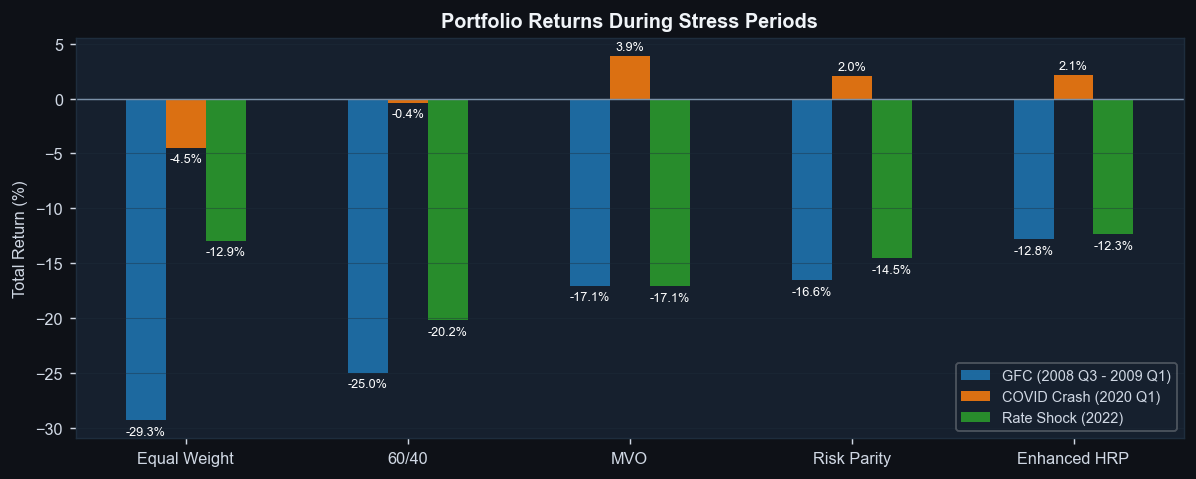 Portfolio Returns During Stress Periods
Total Return (%)
5
0
−5
−10
−15
−20
−25
−30
-29.3%
-4.5%
-12.9%
-25.0%
-0.4%
-20.2%
-17.1%
3.9%
-17.1%
-16.6%
2.0%
-14.5%
-12.8%
2.1%
-12.3%
Equal Weight
60/40
MVO
Risk Parity
Enhanced HRP
GFC (2008 Q3 - 2009 Q1)
COVID Crash (2020 Q1)
Rate Shock (2022)